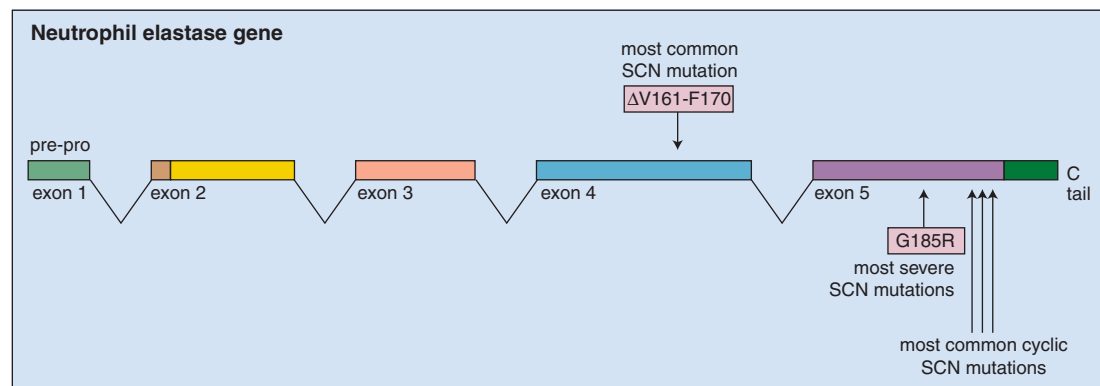 Neutrophil elastase gene
most common
SCN mutation
ΔV161-F170
pre-pro
exon 1
exon 2
exon 3
exon 4
exon 5
C
tail
G185R
most severe
SCN mutations
most common cyclic
SCN mutations